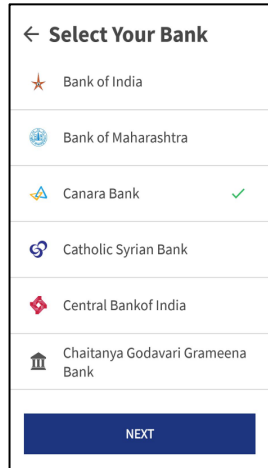 Select Your Bank
Bank of India
Bank of Maharashtra
Canara Bank
Catholic Syrian Bank
Central Bankof India
Chaitanya Godavari Grameena
Bank
NEXT